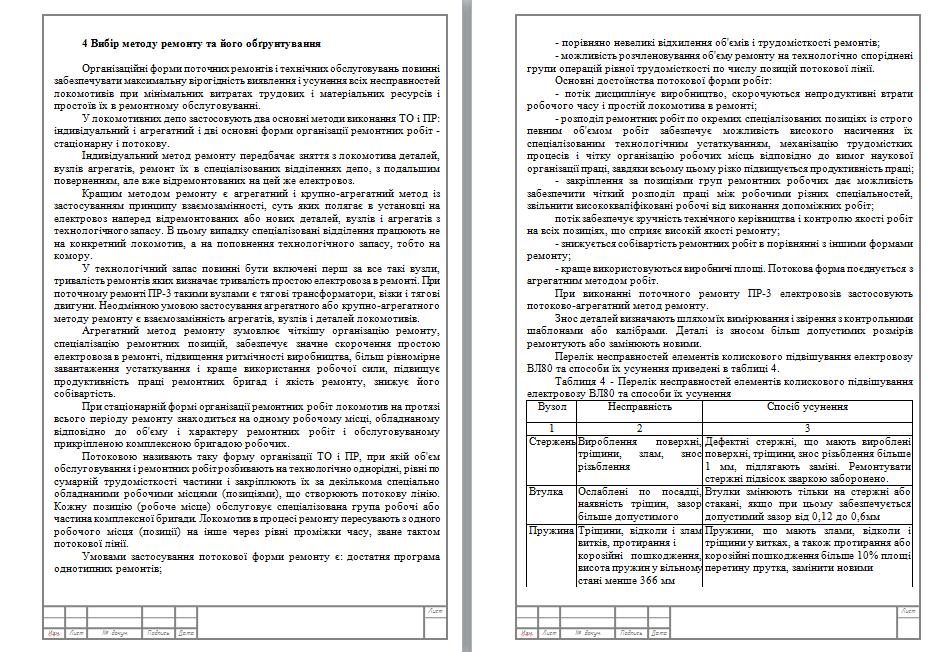 4 Вибір методу ремонту та його обґрунтування
Організаційні форми поточних ремонтів і технічних обслуговувань повинні
забезпечувати максимальну вірогідність виявлення і усунення всіх несправностей
локомотивів при мінімальних витратах трудових і матеріальних ресурсів і
простоїв їх в ремонтному обслуговуванні.
У локомотивних депо застосовують два основні методи виконання ТО і ПР:
індивідуальний і агрегатний і дві основні форми організації ремонтних робіт -
стаціонарну і потокову.
Індивідуальний метод ремонту передбачає зняття з локомотива деталей,
вузлів агрегатів, ремонт їх в спеціалізованих відділеннях депо, з подальшим
поверненням, але вже відремонтованих на цей же електровоз.
Кращим методом ремонту є агрегатний і крупно-агрегатний метод із
застосуванням принципу взаємозамінності, суть яких полягає в установці на
електровоз наперед відремонтованих або нових деталей, вузлів і агрегатів з
технологічного запасу. В цьому випадку спеціалізовані відділення працюють не
на конкретний локомотив, а на поповнення технологічного запасу, тобто на
комору.
У технологічний запас повинні бути включені перш за все такі вузли,
тривалість ремонтів яких визначає тривалість простою електровоза в ремонті. При
поточному ремонті ПР-3 такими вузлами є тягові трансформатори, візки і тягові
двигуни. Неодмінною умовою застосування агрегатного або крупно-агрегатного
методу ремонту є взаємозамінність агрегатів, вузлів і деталей локомотивів.
Агрегатний метод ремонту зумовлює чіткішу організацію ремонту,
спеціалізацію ремонтних позицій, забезпечує значне скорочення простою
електровоза в ремонті, підвищення ритмічності виробництва, більш рівномірне
завантаження устаткування і краще використання робочої сили, підвищує
продуктивність праці ремонтних бригад і якість ремонту, знижує його
собівартість.
При стаціонарній формі організації ремонтних робіт локомотив на протязі
всього періоду ремонту знаходиться на одному робочому місці, обладнаному
відповідно до об'єму і характеру ремонтних робіт і обслуговуваному
прикріпленою комплексною бригадою робочих.
Потоковою називають таку форму організації ТО і ПР, при якій об'єм
обслуговування і ремонтних робіт розбивають на технологічно однорідні, рівні по
сумарній трудомісткості частини і закріплюють їх за декількома спеціально
обладнаними робочими місцями (позиціями), що створюють потокову лінію.
Кожну позицію (робоче місце) обслуговує спеціалізована група робочі або
частина комплексної бригади. Локомотив в процесі ремонту пересувають з одного
робочого місця (позиції) на інше через рівні проміжки часу, зване тактом
потокової лінії.
Умовами застосування потокової форми ремонту є: достатня програма
однотипних ремонтів;
Изм. Лист № докум. Подпись Дата
Лист
- порівняно невеликі відхилення об'ємів і трудомісткості ремонтів;
- можливість розчленовування об'єму ремонту на технологічно споріднені
групи операцій рівної трудомісткості по числу позицій потокової лінії.
Основні достоїнства потокової форми робіт:
- потік дисциплінує виробництво, скорочуються непродуктивні втрати
робочого часу і простій локомотива в ремонті;
- розподіл ремонтних робіт по окремих спеціалізованих позиціях із строго
певним об'ємом робіт забезпечує можливість високого насичення їх
спеціалізованим технологічним устаткуванням, механізацію трудомістких
процесів і чітку організацію робочих місць відповідно до вимог наукової
організації праці, завдяки всьому цьому різко підвищується продуктивність праці;
- закріплення за позиціями груп ремонтних робочих дає можливість
забезпечити чіткий розподіл праці між робочими різних спеціальностей,
звільнити висококваліфіковані робочі від виконання допоміжних робіт;
потік забезпечує зручність технічного керівництва і контролю якості робіт
на всіх позиціях, що сприяє високій якості ремонту;
- знижується собівартість ремонтних робіт в порівнянні з іншими формами
ремонту;
- краще використовуються виробничі площі. Потокова форма поєднується з
агрегатним методом робіт.
При виконанні поточного ремонту ПР-3 електровозів застосовують
потоково-агрегатний метод ремонту.
Знос деталей визначають шляхом їх вимірювання і звірення з контрольними
шаблонами або калібрами. Деталі із зносом більш допустимих розмірів
ремонтують або замінюють новими.
Перелік несправностей елементів колискового підвішування електровозу
ВЛ80 та способи їх усунення приведені в таблиці 4.
Таблиця 4 - Перелік несправностей елементів колискового підвішування
електровозу ВЛ80 та способи їх усунення
Вузол Несправність Спосіб усунення
1 2 3
Стержень Вироблення поверхні, Дефектні стержні, що мають вироблені
тріщини, злам, знос поверхні, тріщини, знос різьблення більше
різьблення 1 мм, підлягають заміні. Ремонтувати
стержні підвісок зваркою заборонено.
Втулка Ослаблені по посадці, Втулки змінюють тільки на стержні або
наявність тріщин, зазор стакані, якщо при цьому забезпечується
більше допустимого допустимий зазор від 0,12 до 0,6мм
Пружина Тріщини, відколи і злам Пружини, що мають злами, відколи і
витків, протирання і тріщини у витках, а також протирання або
корозійні пошкодження, корозійні пошкодження більше 10% площі
висота пружин у вільному перетину прутка, замінити новими
стані менше 366 мм
Изм. Лист № докум. Подпись Дата
Лист